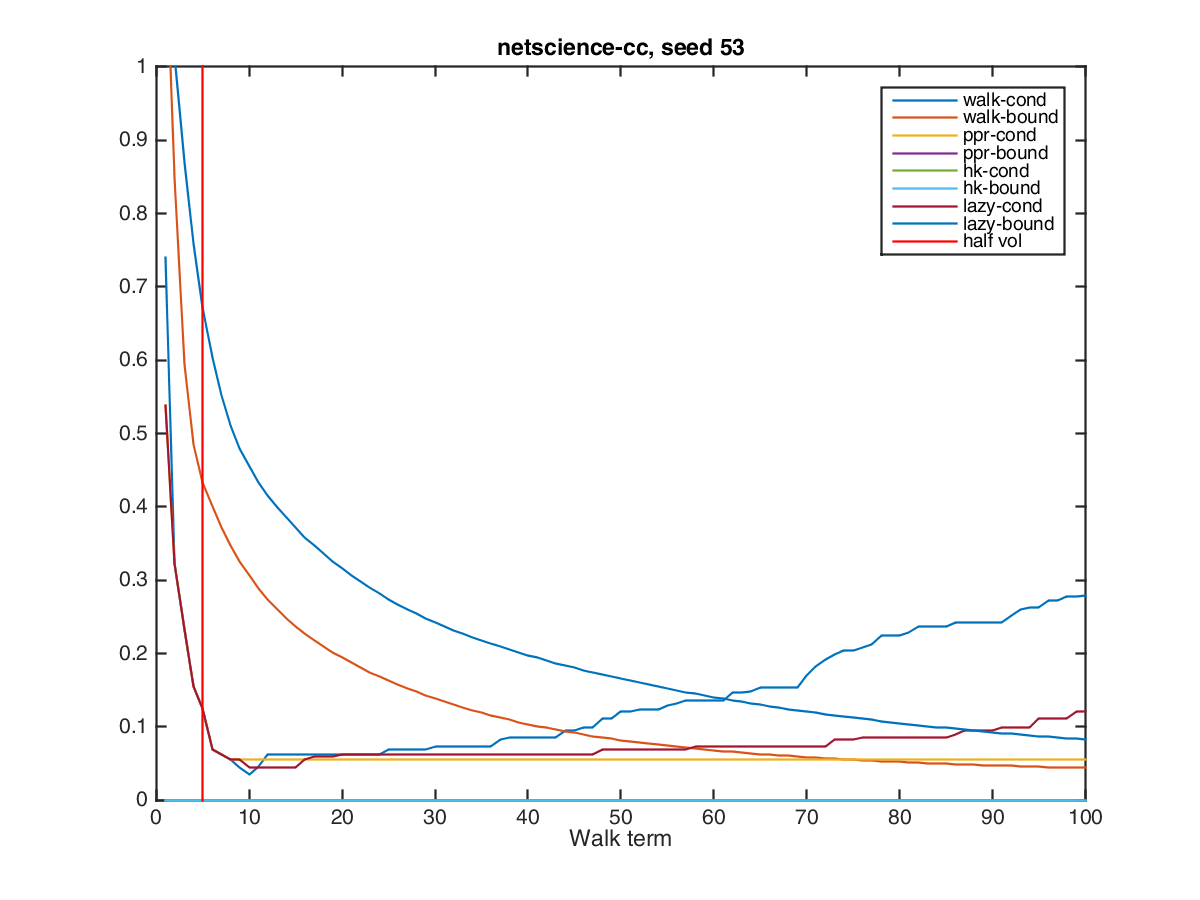 netscience-cc, seed 53
1
0.9
0.8
0.7
0.6
0.5
0.4
0.3
0.2
0.1
0
walk-cond
walk-bound
ppr-cond
ppr-bound
hk-cond
hk-bound
lazy-cond
lazy-bound
half vol
0 10 20 30 40 50 60 70 80 90 100
Walk term